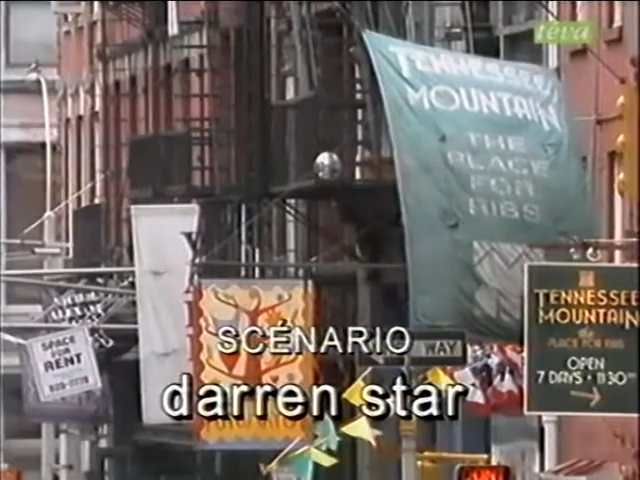 teva
TENNESSEE
MOUNTAIN
THE
PLACE
FOR
RIBS
TENNESSEE
MOUNTAIN
the
PLACE FOR RIBS
OPEN
7 DAYS • 11:30
SPACE
FOR
RENT
WAY
SCÉNARIO
darren star